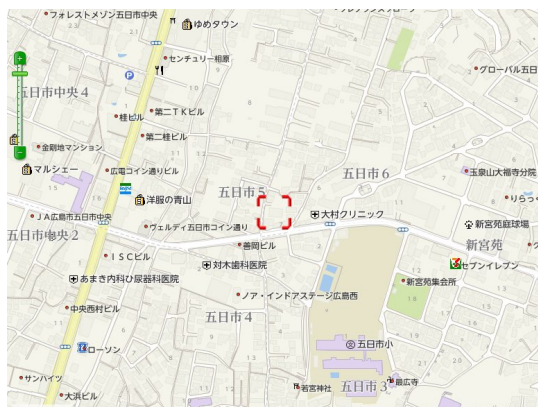 フォレストメゾン五日市中央
ゆめタウン
センチュリー相原
グローバル五日市
五日市中央4
第二TKビル
桂ビル
第二桂ビル
金剛地マンション
マルシェー
広電コイン通りビル
五日市6
玉泉山大福寺分院
洋服の青山
五日市5
りらっ
JA広島市五日市中央
大村クリニック
新宮苑庭球場
五日市中央2
ヴェルディ五日市コイン通り
善岡ビル
新宮苑
ISCビル
対木歯科医院
セブンイレブン
あまき内科ひ尿器科医院
新宮苑集会所
ノア・インドアステージ広島西
中央西村ビル
五日市4
五日市小
ローソン
サンハイツ
若宮神社
五日市3
最広寺
大浜ビル